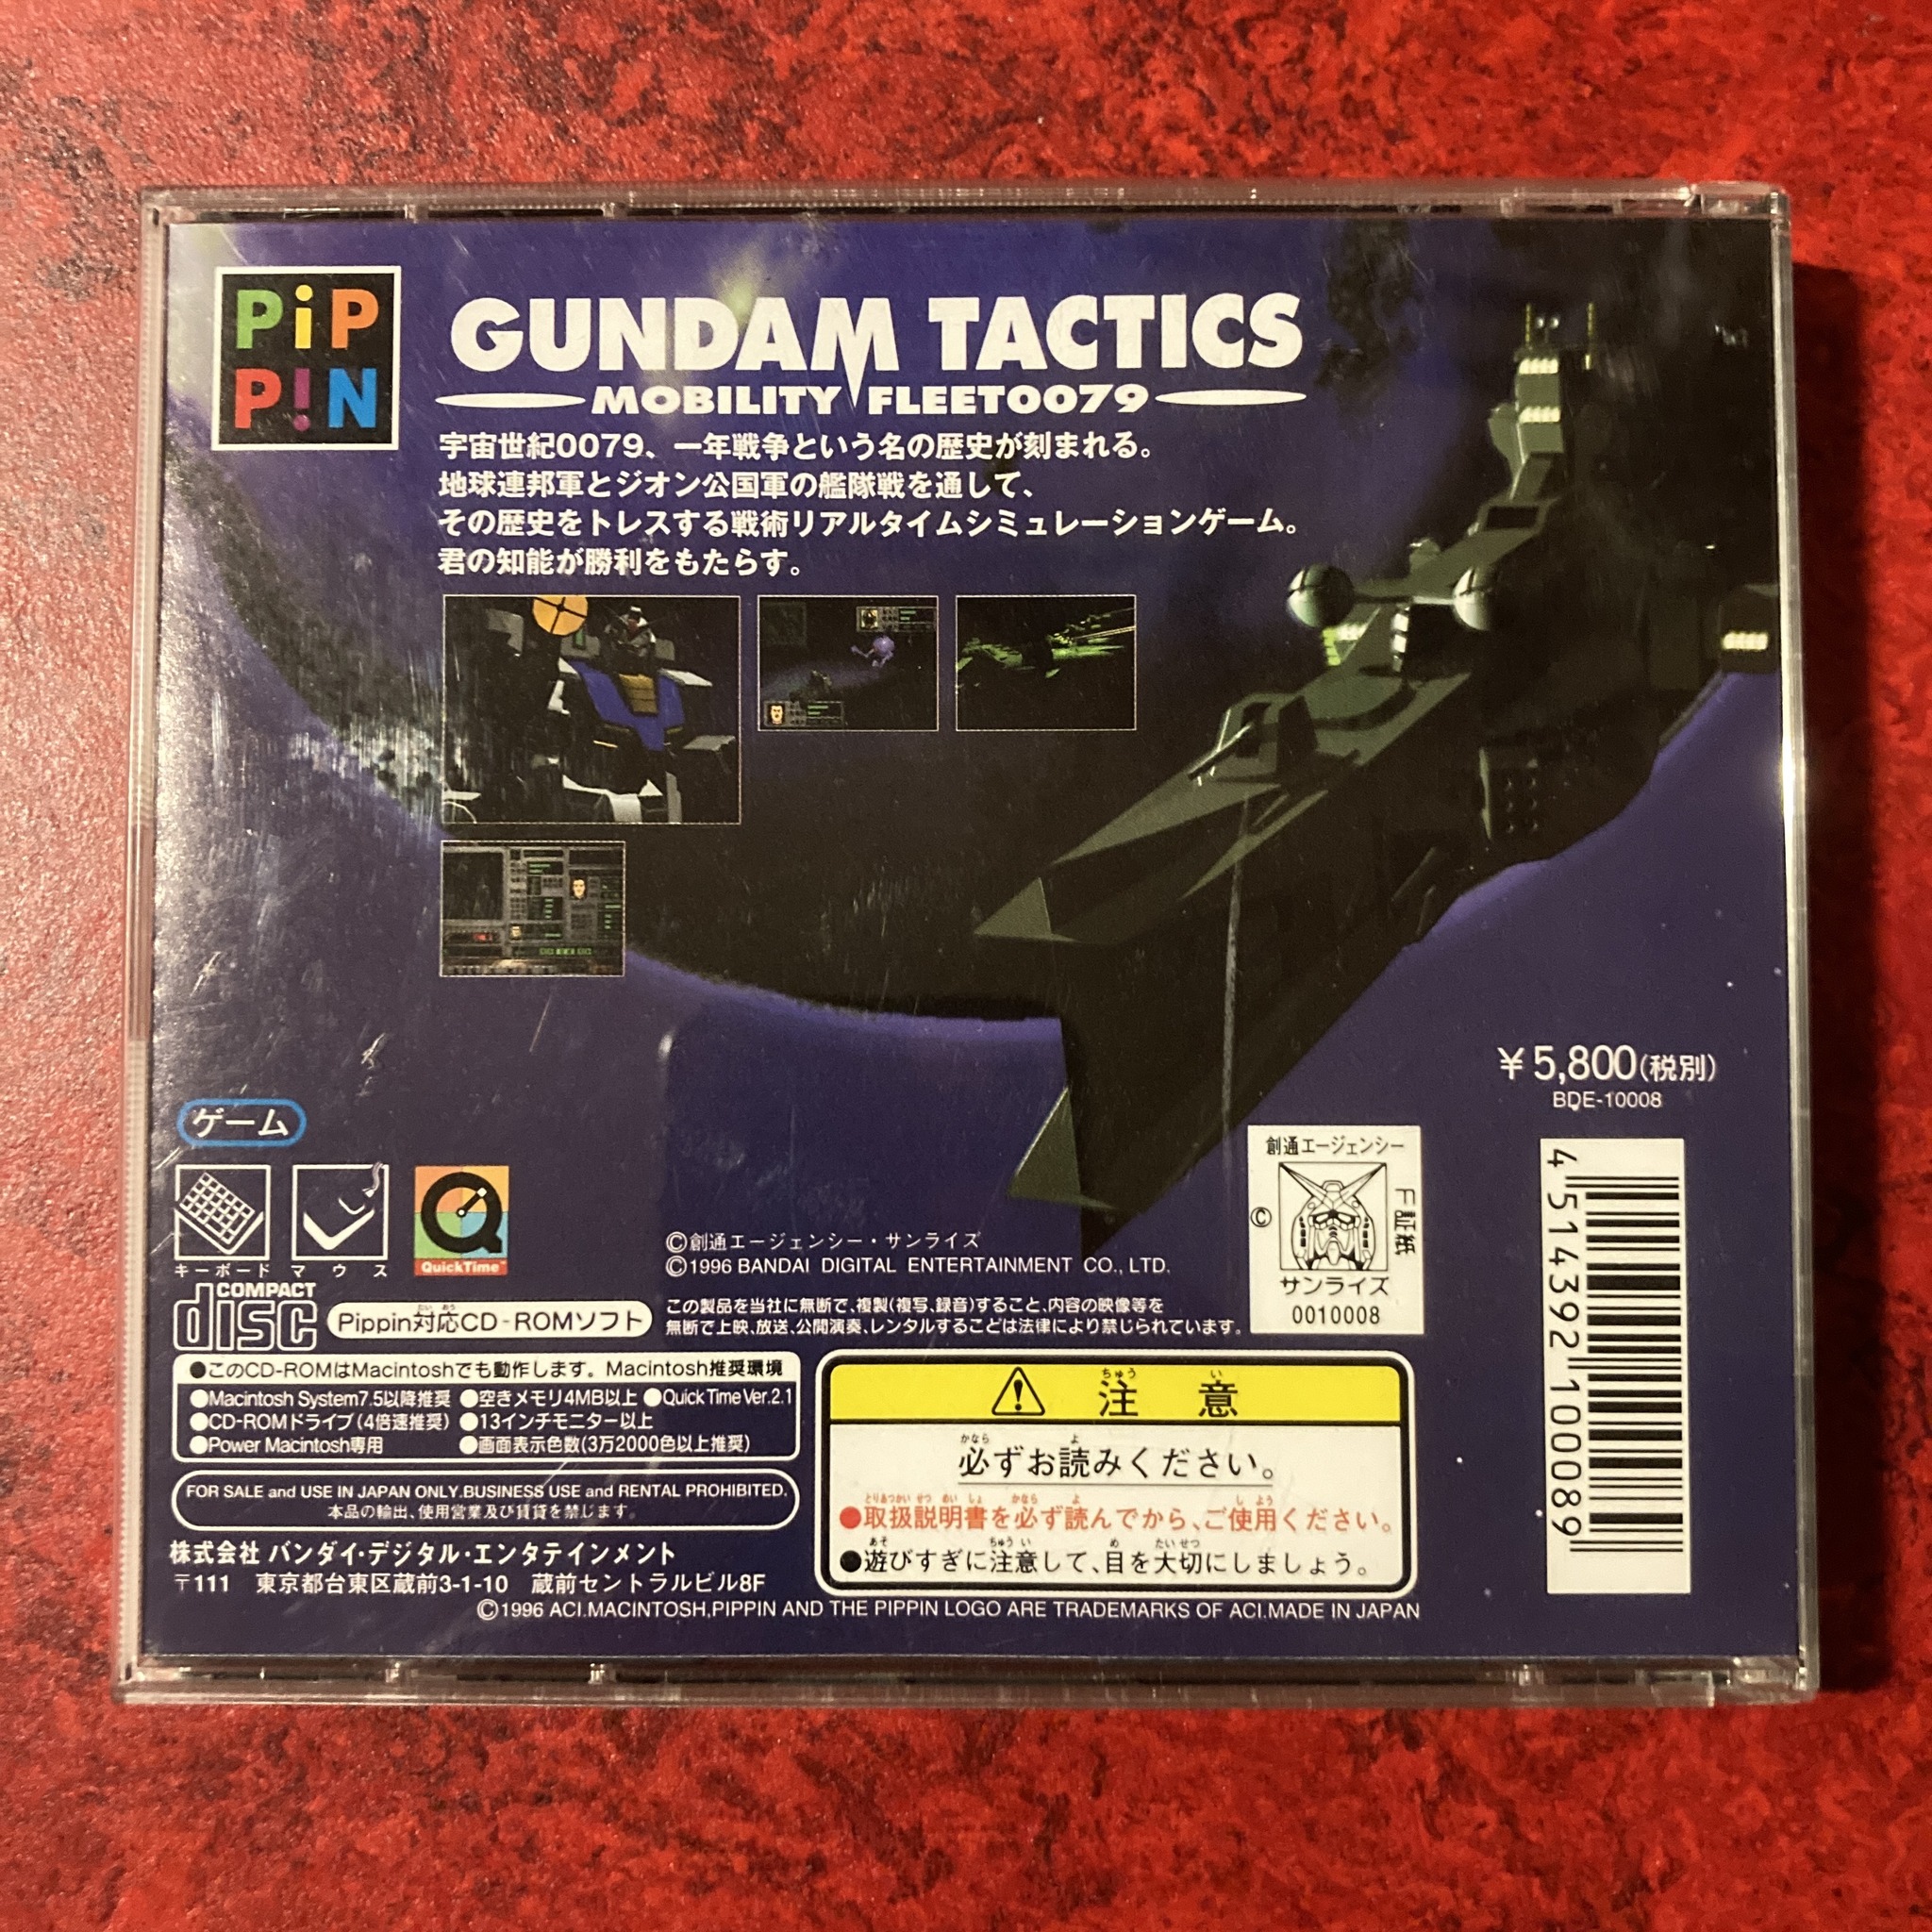 PiP
P!N
GUNDAM TACTICS
MOBILITY FLEET0079
宇宙世紀0079、一年戦争という名の歴史が刻まれる。
地球連邦軍とジオン公国軍の艦隊戦を通して、
その歴史をトレスする戦術リアルタイムシミュレーションゲーム。
君の知能が勝利をもたらす。
¥5,800(税別)
BDE-10008
ゲーム
キーボード マウス
QuickTime™
創通エージェンシー
©
F証紙
サンライズ
0010008
4514392100089
©創通エージェンシー・サンライズ
©1996 BANDAI DIGITAL ENTERTAINMENT CO., LTD.
COMPACT
disc
Pippin対応CD-ROMソフト
この製品を当社に無断で、複製(複写、録音)すること、内容の映像等を
無断で上映、放送、公開演奏、レンタルすることは法律により禁じられています。
●このCD-ROMはMacintoshでも動作します。Macintosh推奨環境
●Macintosh System7.5以降推奨 ●空きメモリ4MB以上 ●Quick Time Ver.2.1
●CD-ROMドライブ(4倍速推奨) ●13インチモニター以上
●Power Macintosh専用 ●画面表示色数(3万2000色以上推奨)
FOR SALE and USE IN JAPAN ONLY.BUSINESS USE and RENTAL PROHIBITED.
本品の輸出、使用営業及び賃貸を禁じます。
株式会社 バンダイ・デジタル・エンタテインメント
〒111 東京都台東区蔵前3-1-10 蔵前セントラルビル8F
注意
必ずお読みください。
●取扱説明書を必ず読んでから、ご使用ください。
●遊びすぎに注意して、目を大切にしましょう。
©1996 ACI.MACINTOSH,PIPPIN AND THE PIPPIN LOGO ARE TRADEMARKS OF ACI.MADE IN JAPAN